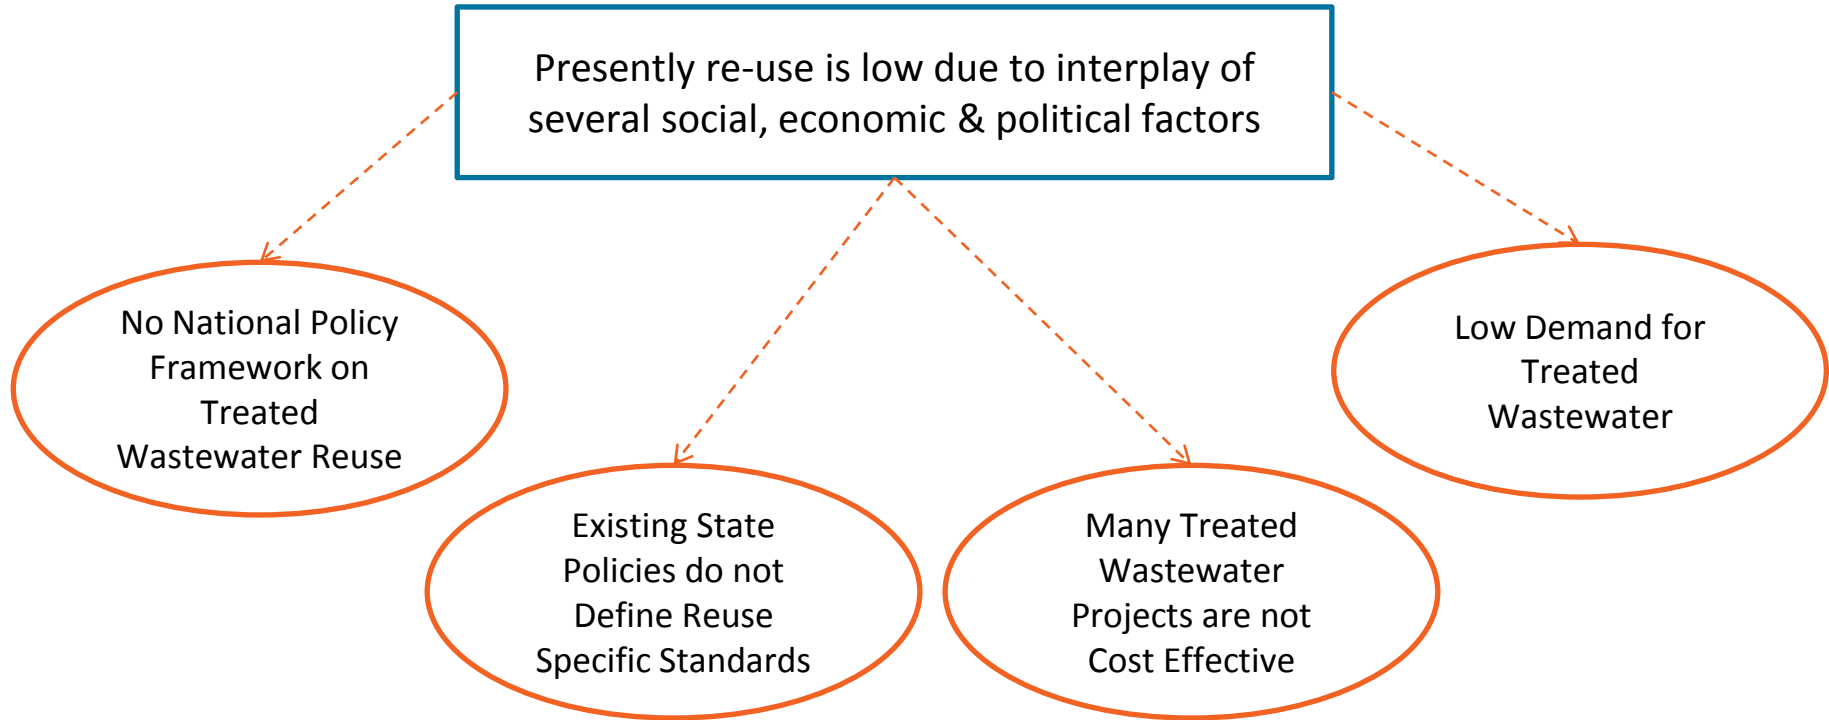 Presently re-use is low due to interplay of
several social, economic & political factors
No National Policy
Framework on
Treated
Wastewater Reuse
Existing State
Policies do not
Define Reuse
Specific Standards
Many Treated
Wastewater
Projects are not
Cost Effective
Low Demand for
Treated
Wastewater